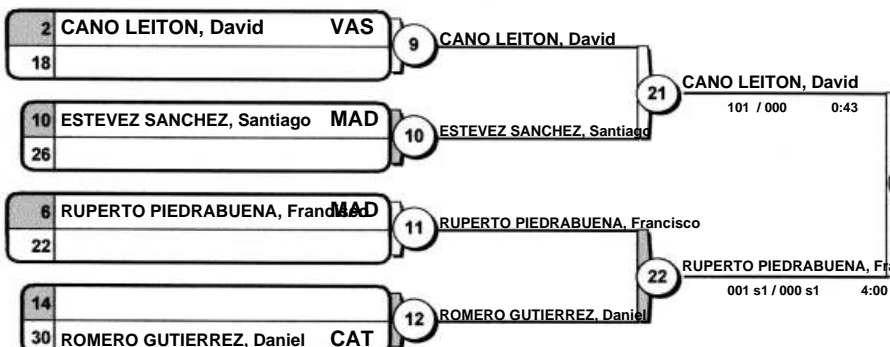 2 CANO LEITON, David VAS
18
9
CANO LEITON, David
10 ESTEVEZ SANCHEZ, Santiago MAD
26
10
ESTEVEZ SANCHEZ, Santiago
21
CANO LEITON, David
101 / 000 0:43
6 RUPERTO PIEDRABUENA, Francisco MAD
22
11
RUPERTO PIEDRABUENA, Francisco
14
30 ROMERO GUTIERREZ, Daniel CAT
12
ROMERO GUTIERREZ, Daniel
22
RUPERTO PIEDRABUENA, Fra
001 s1 / 000 s1 4:00